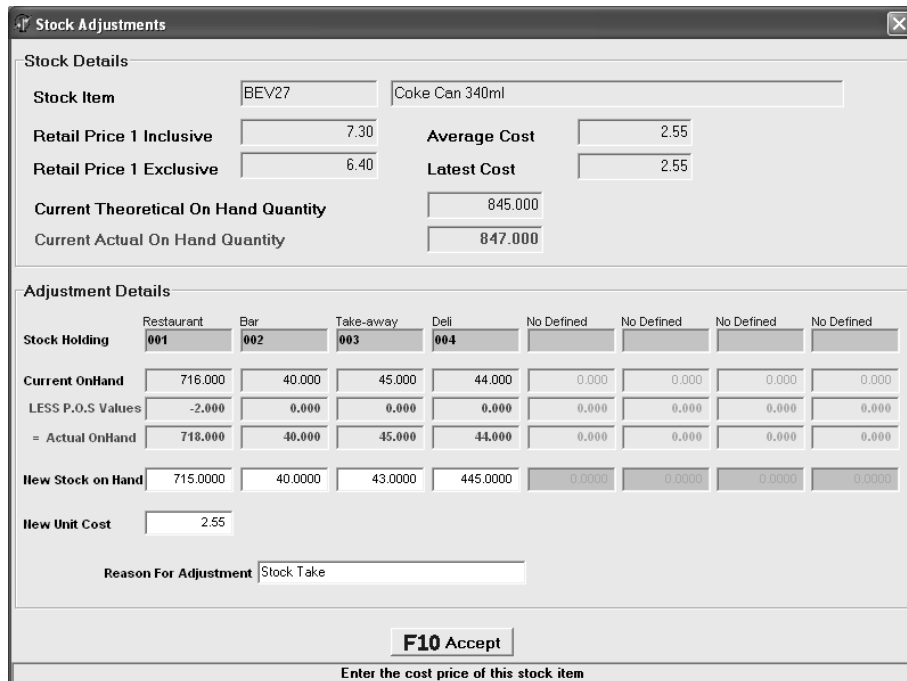 Stock Adjustments
Stock Details
Stock Item BEV27 Coke Can 340ml
Retail Price 1 Inclusive 7.30 Average Cost 2.55
Retail Price 1 Exclusive 6.40 Latest Cost 2.55
Current Theoretical On Hand Quantity 845.000
Current Actual On Hand Quantity 847.000
Adjustment Details
Restaurant Bar Take-away Deli No Defined No Defined No Defined No Defined
Stock Holding 001 002 003 004
Current OnHand 716.000 40.000 45.000 44.000 0.000 0.000 0.000 0.000
LESS P.O.S Values -2.000 0.000 0.000 0.000 0.000 0.000 0.000 0.000
= Actual OnHand 718.000 40.000 45.000 44.000 0.000 0.000 0.000 0.000
New Stock on Hand 715.0000 40.0000 43.0000 445.0000 0.0000 0.0000 0.0000 0.0000
New Unit Cost 2.55
Reason For Adjustment Stock Take
F10 Accept
Enter the cost price of this stock item